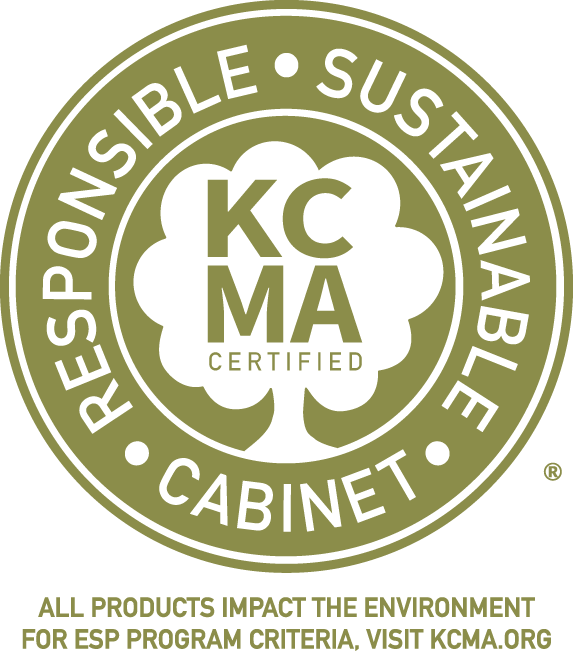 RESPONSIBLE • SUSTAINABLE • CABINET •
KC
MA
CERTIFIED
®
ALL PRODUCTS IMPACT THE ENVIRONMENT
FOR ESP PROGRAM CRITERIA, VISIT KCMA.ORG